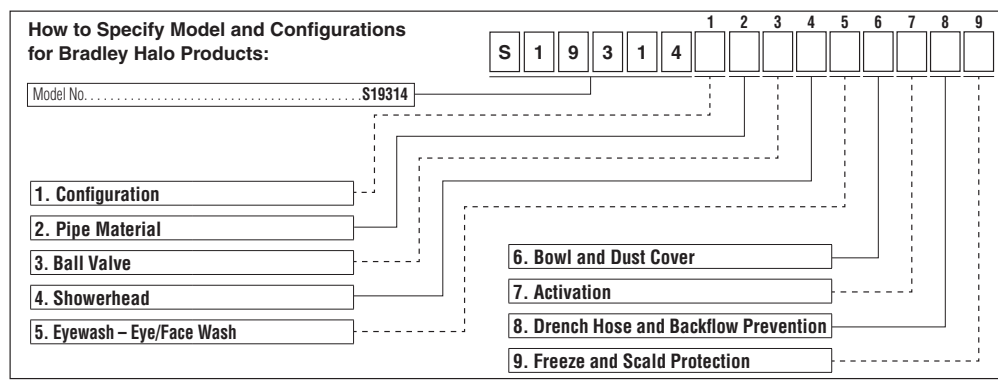 How to Specify Model and Configurations
for Bradley Halo Products:
1 2 3 4 5 6 7 8 9
S 1 9 3 1 4
Model No. . . . . . . . . . . . . . . . . . . . . . . . . . . . . . . . . . . . . . . . . . .S19314
1. Configuration
2. Pipe Material
3. Ball Valve
4. Showerhead
5. Eyewash – Eye/Face Wash
6. Bowl and Dust Cover
7. Activation
8. Drench Hose and Backflow Prevention
9. Freeze and Scald Protection